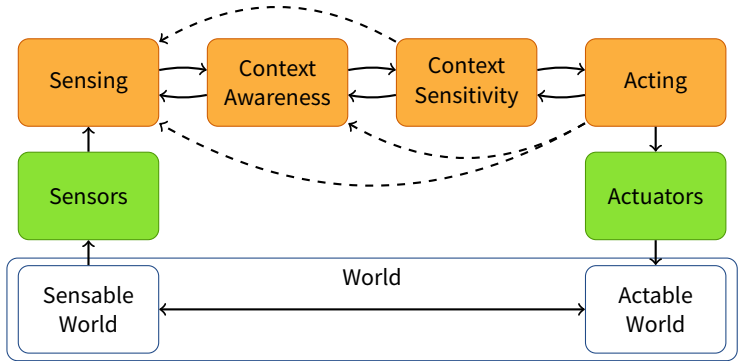 Sensing
Context
Awareness
Context
Sensitivity
Acting
Sensors
Actuators
World
Sensable
World
Actable
World